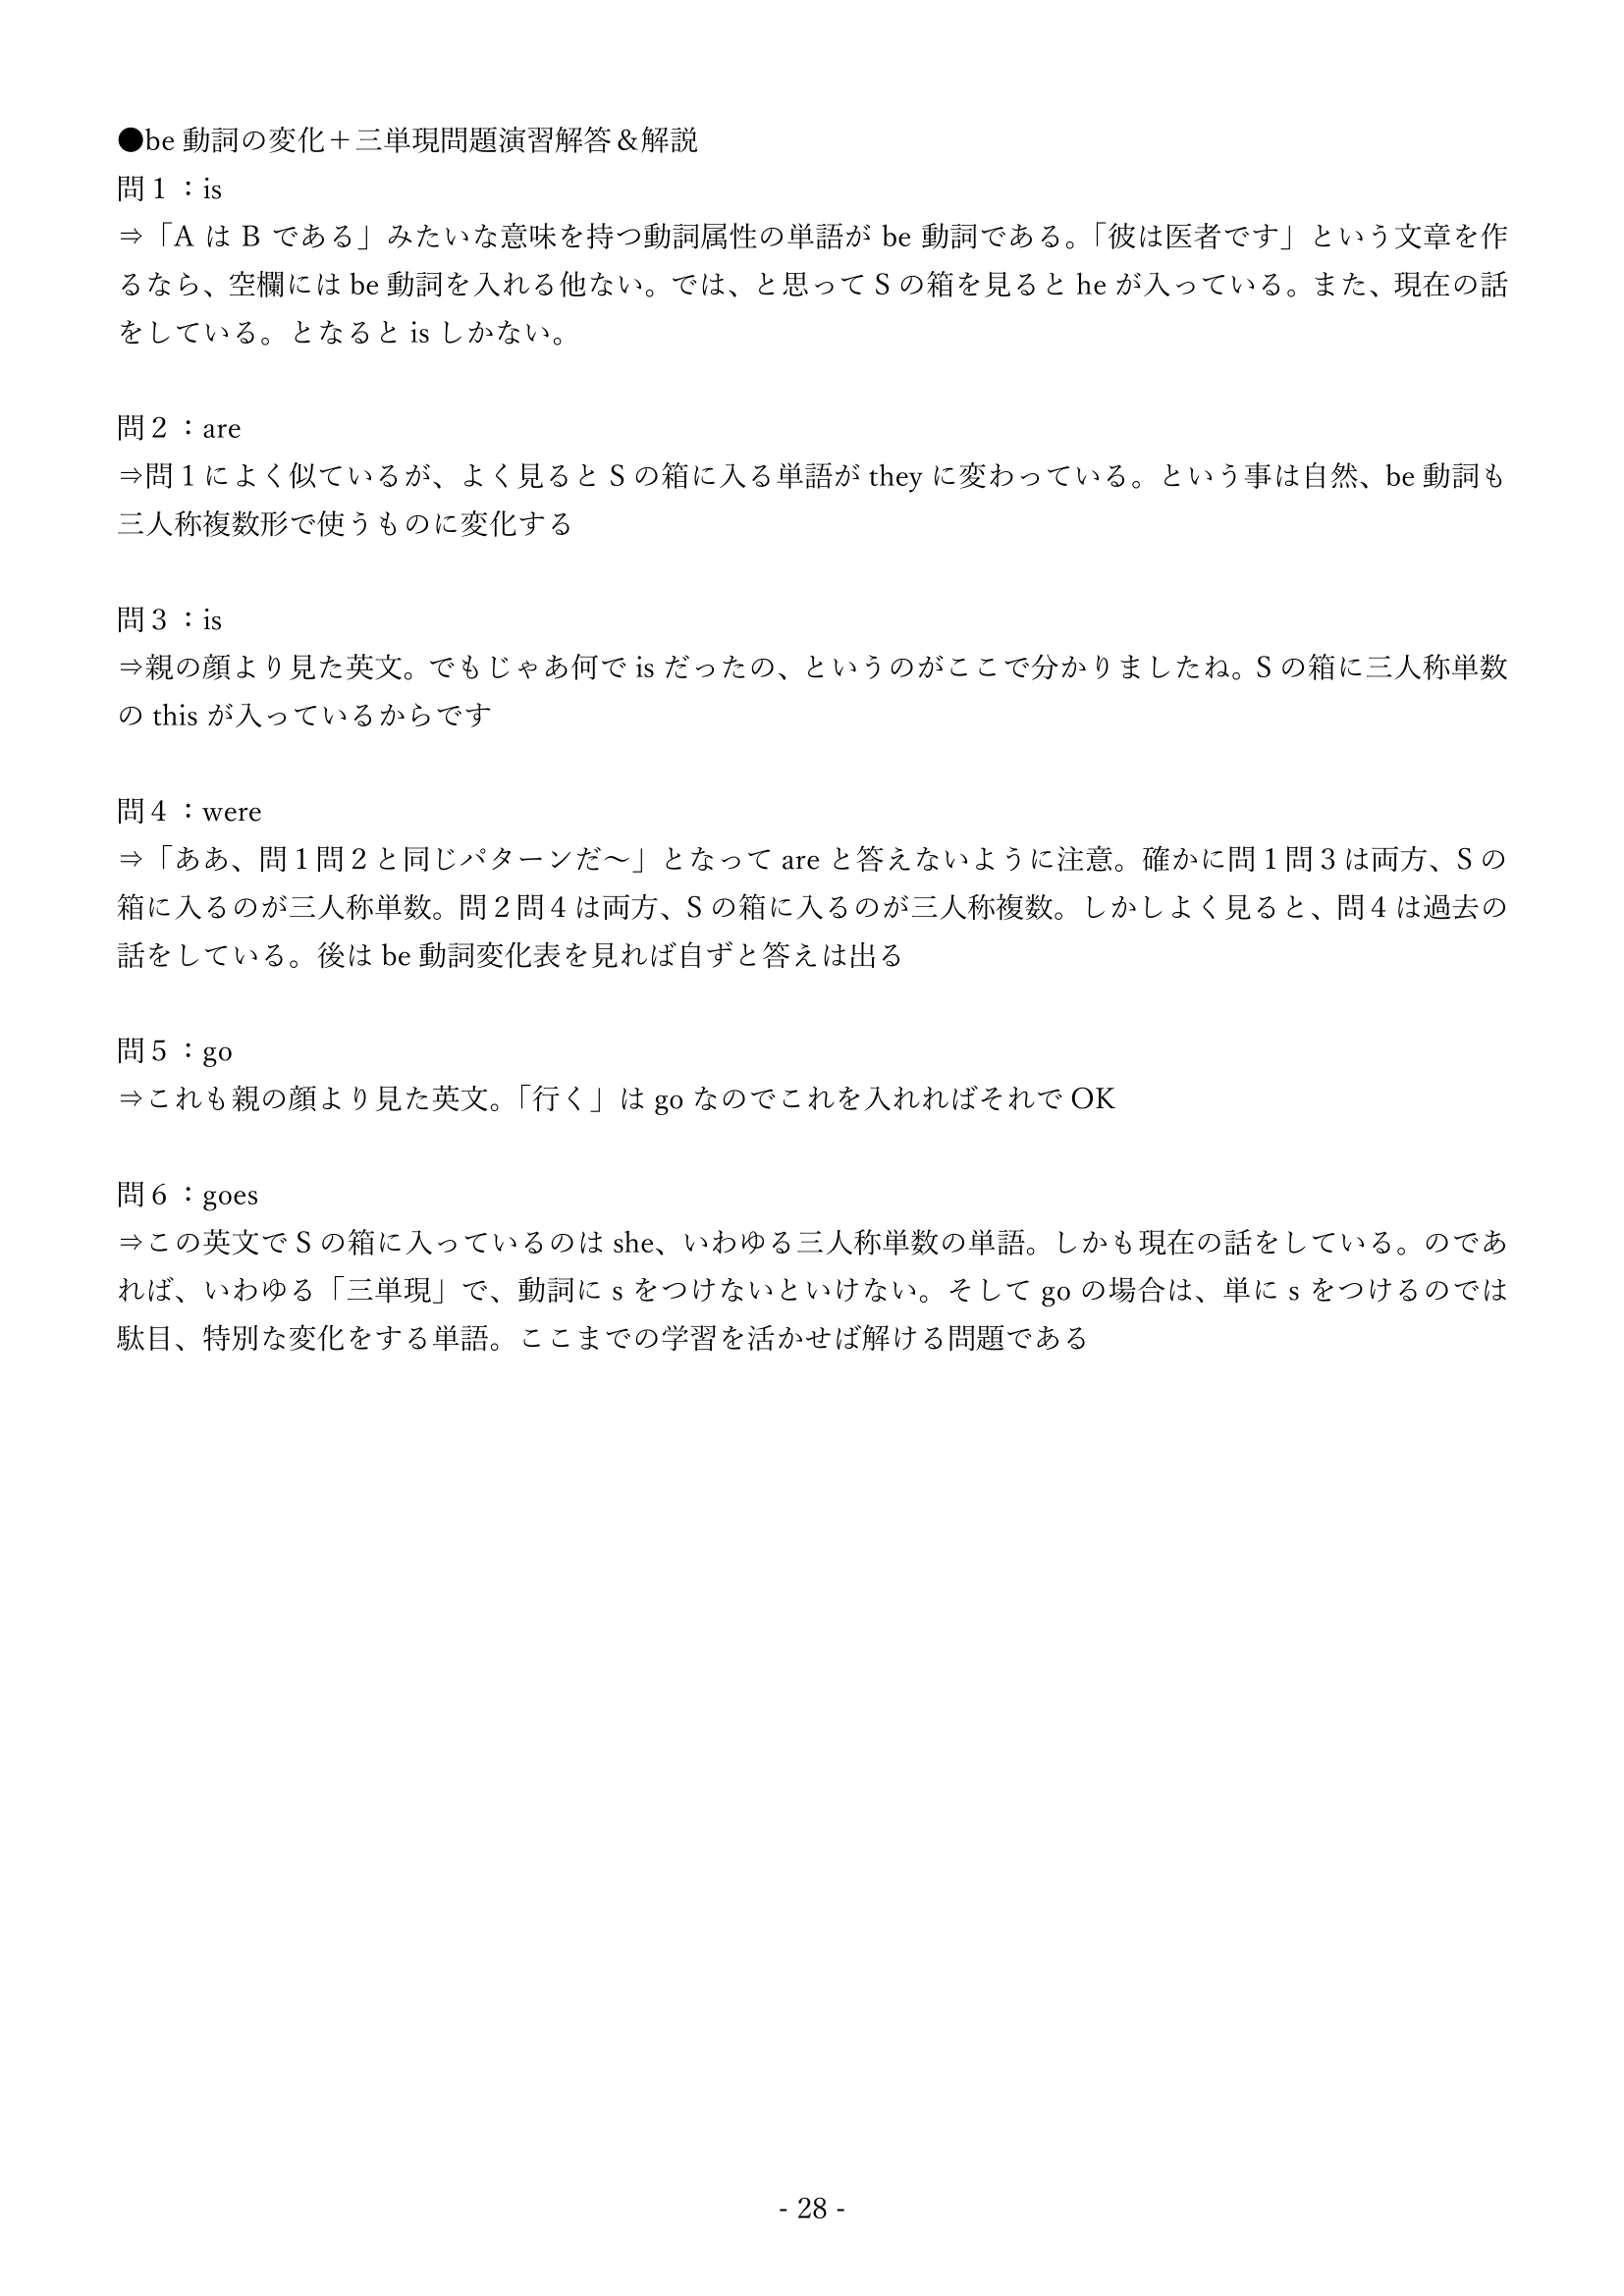 ●be 動詞の変化＋三単現問題演習解答＆解説
問１：is
⇒「A は B である」みたいな意味を持つ動詞属性の単語が be 動詞である。「彼は医者です」という文章を作
るなら、空欄には be 動詞を入れる他ない。では、と思って S の箱を見ると he が入っている。また、現在の話
をしている。となると is しかない。
問２：are
⇒問１によく似ているが、よく見ると S の箱に入る単語が they に変わっている。という事は自然、be 動詞も
三人称複数形で使うものに変化する
問３：is
⇒親の顔より見た英文。でもじゃあ何で is だったの、というのがここで分かりましたね。S の箱に三人称単数
の this が入っているからです
問４：were
⇒「ああ、問１問２と同じパターンだ～」となって are と答えないように注意。確かに問１問３は両方、S の
箱に入るのが三人称単数。問２問４は両方、S の箱に入るのが三人称複数。しかしよく見ると、問４は過去の
話をしている。後は be 動詞変化表を見れば自ずと答えは出る
問５：go
⇒これも親の顔より見た英文。「行く」は go なのでこれを入れればそれで OK
問６：goes
⇒この英文で S の箱に入っているのは she、いわゆる三人称単数の単語。しかも現在の話をしている。のであ
れば、いわゆる「三単現」で、動詞に s をつけないといけない。そして go の場合は、単に s をつけるのでは
駄目、特別な変化をする単語。ここまでの学習を活かせば解ける問題である
- 28 -